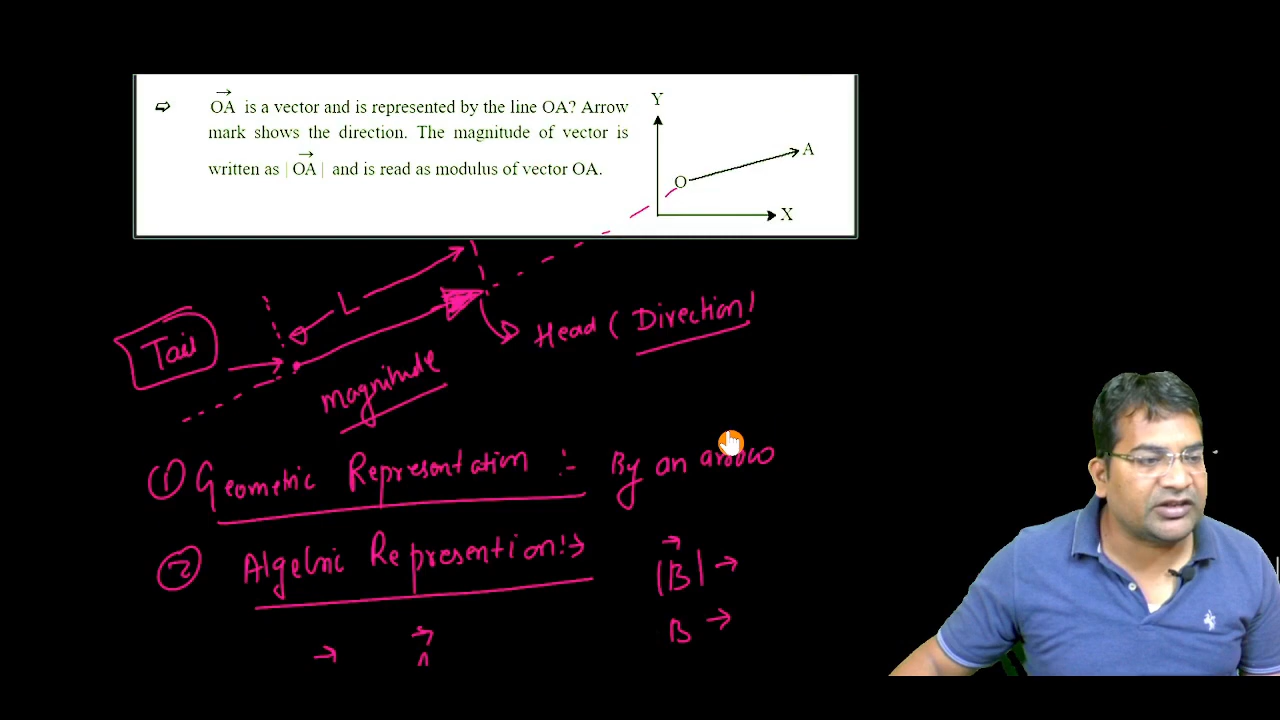 ⇨ OA is a vector and is represented by the line OA? Arrow
mark shows the direction. The magnitude of vector is
written as | OA | and is read as modulus of vector OA.
Y
A
O
X
L
Tail
Head ( Direction)
magnitude
① Geometric Representation :- By an arrow
② Algebric Represention:→
|B| →
B →